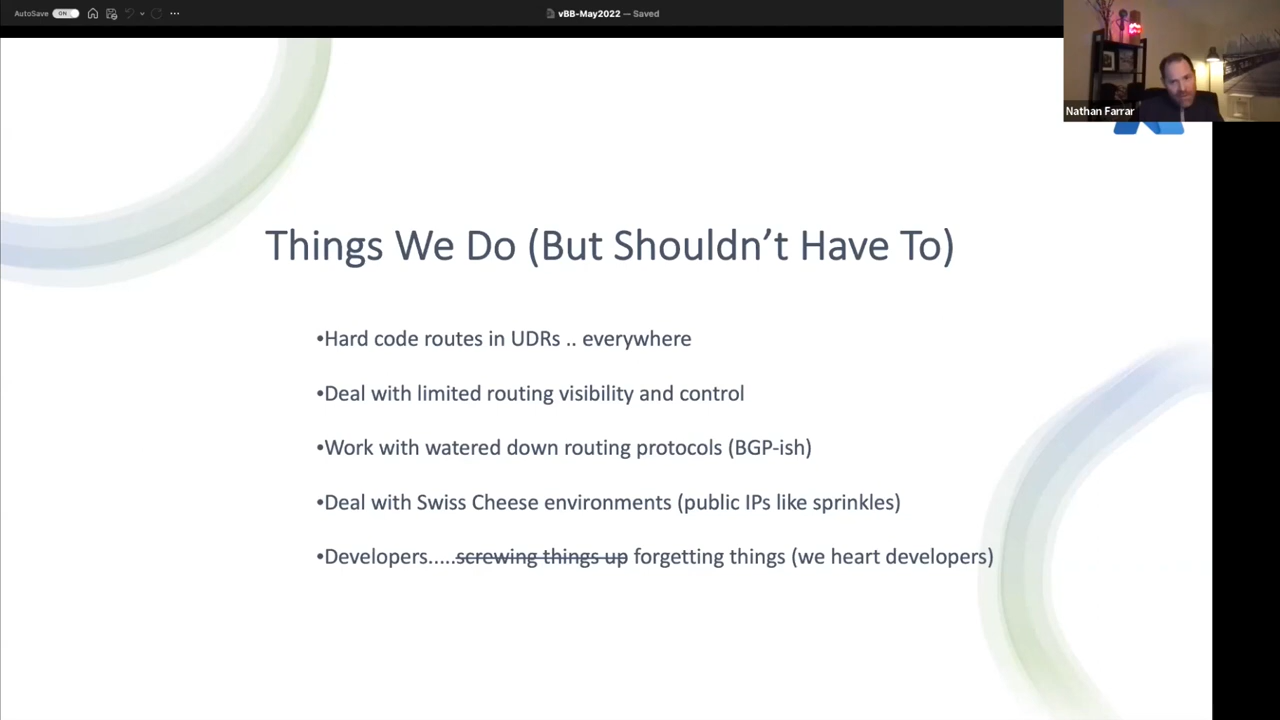 AutoSave ON
vBB-May2022 — Saved
Nathan Farrar
Things We Do (But Shouldn’t Have To)
•Hard code routes in UDRs .. everywhere
•Deal with limited routing visibility and control
•Work with watered down routing protocols (BGP-ish)
•Deal with Swiss Cheese environments (public IPs like sprinkles)
•Developers.....screwing things up forgetting things (we heart developers)